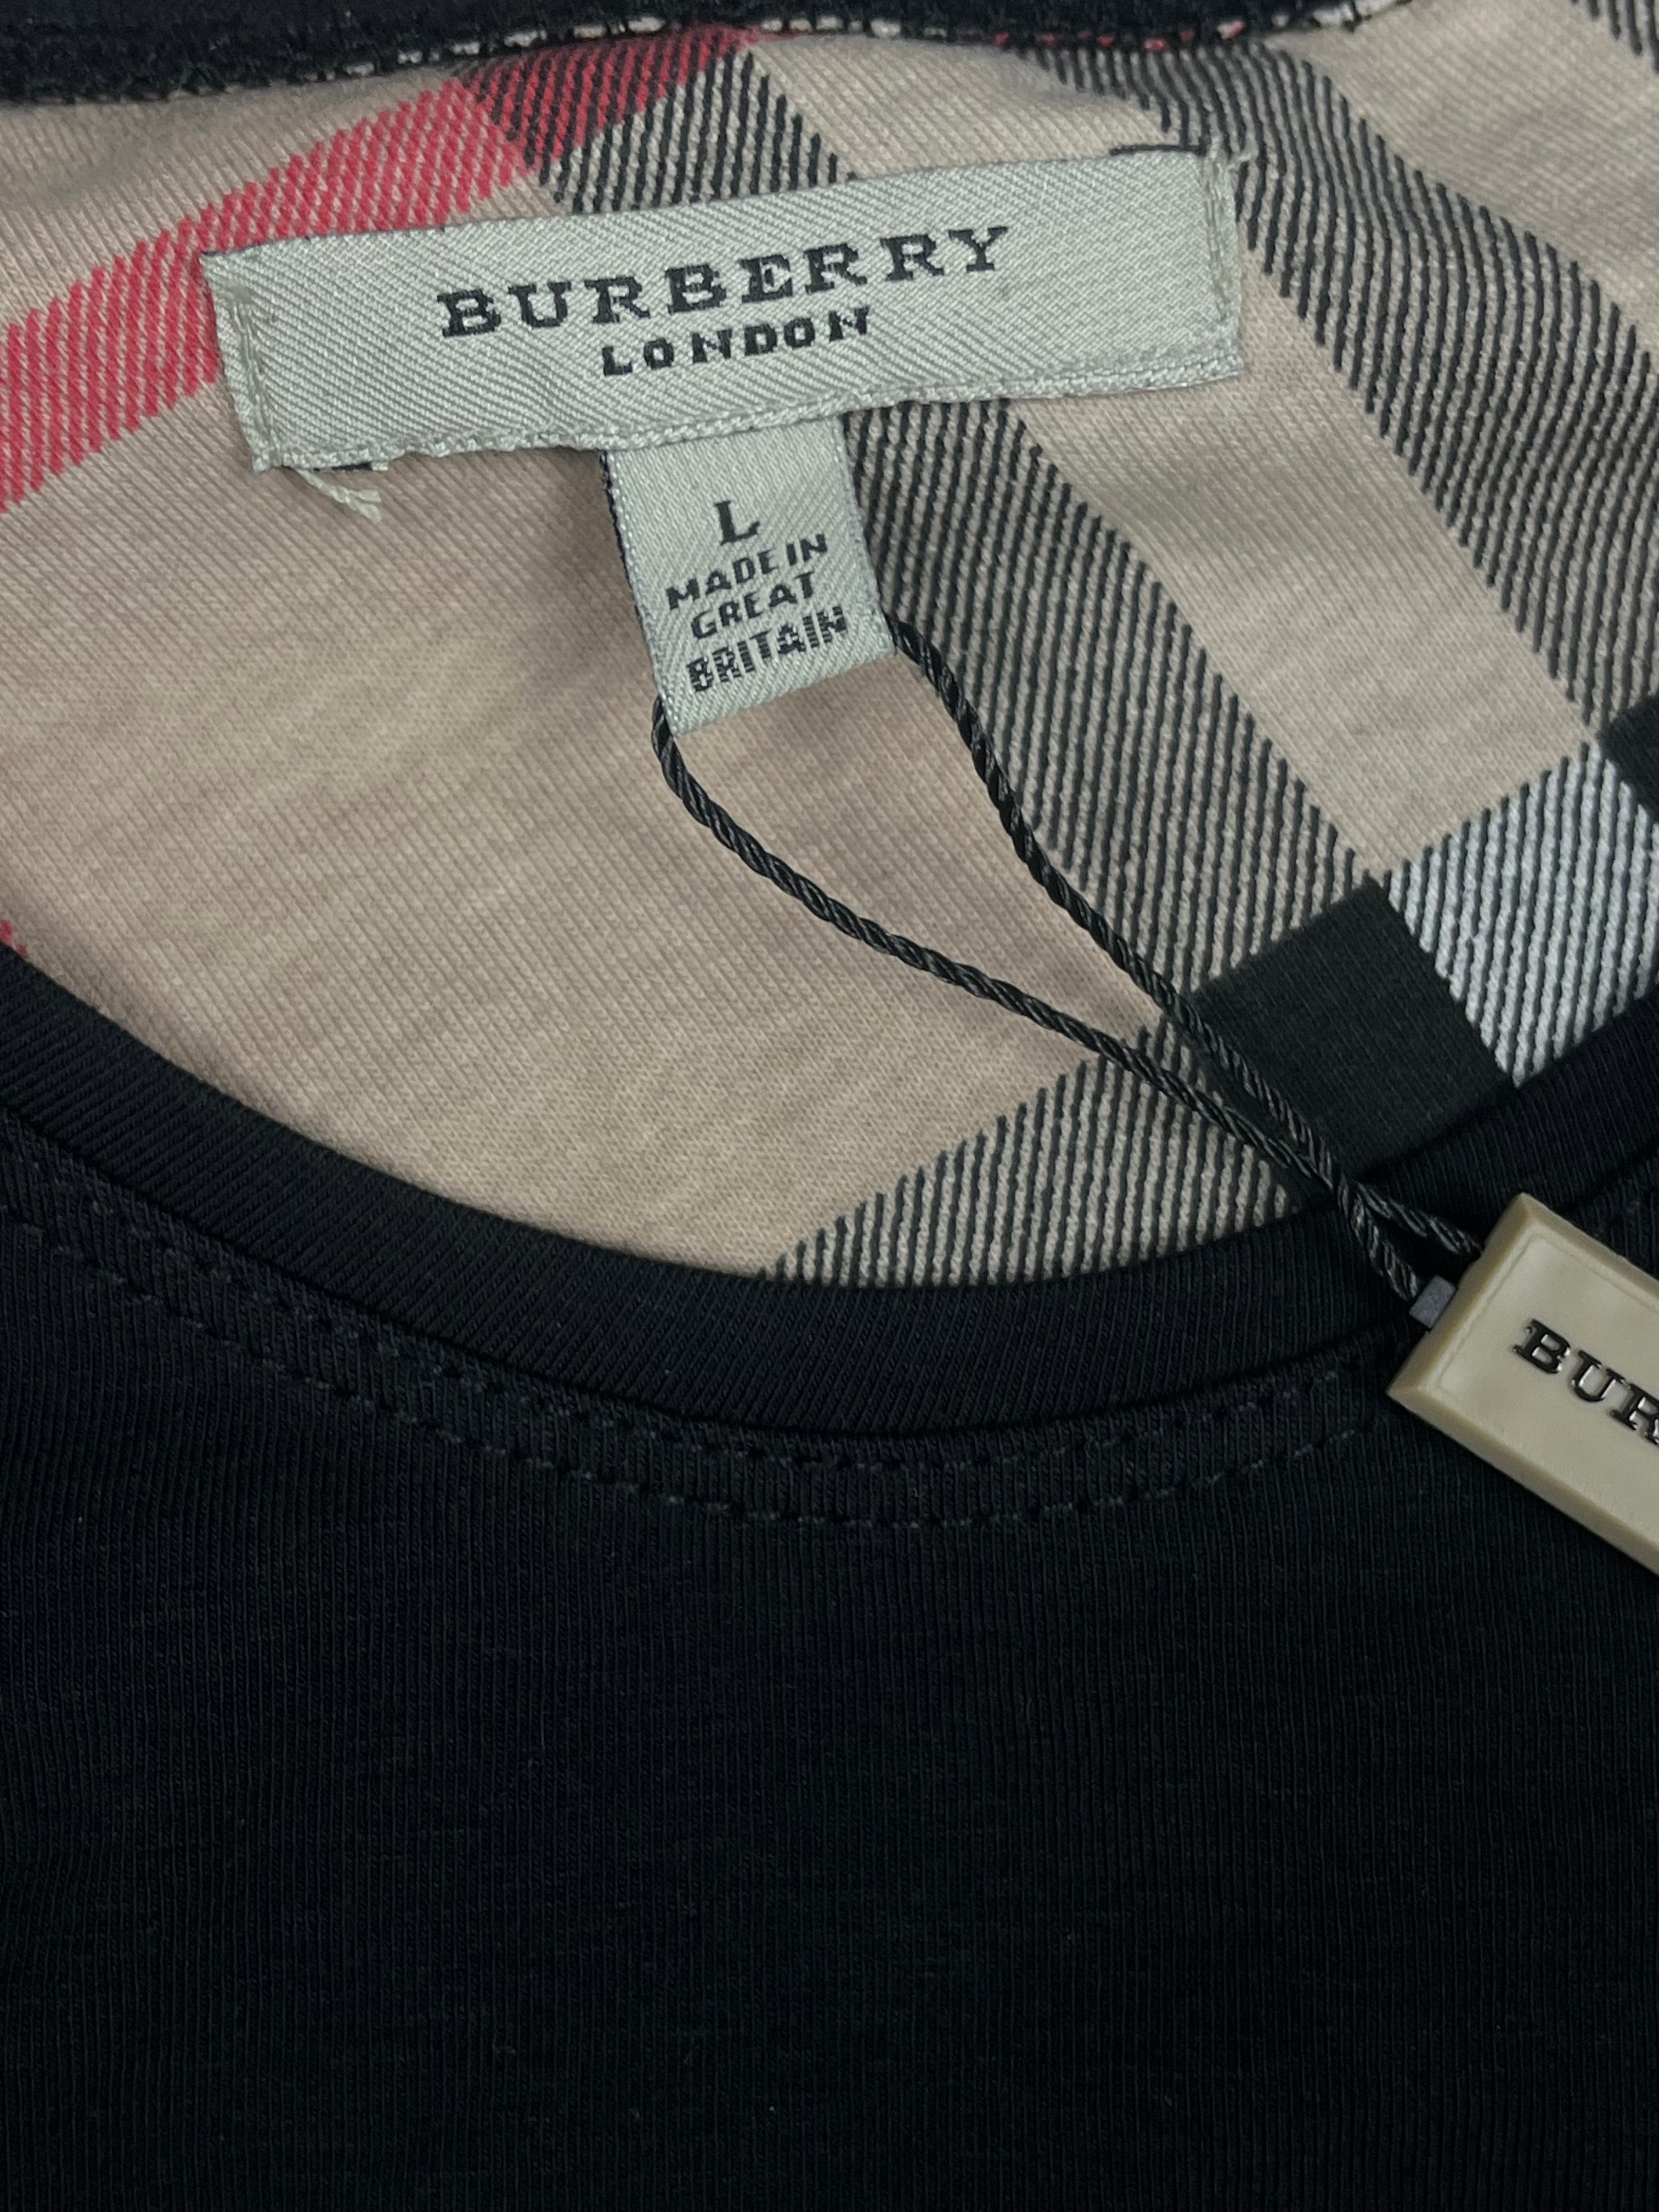 BURBERRY
LONDON
L
MADE IN
GREAT
BRITAIN
BUR